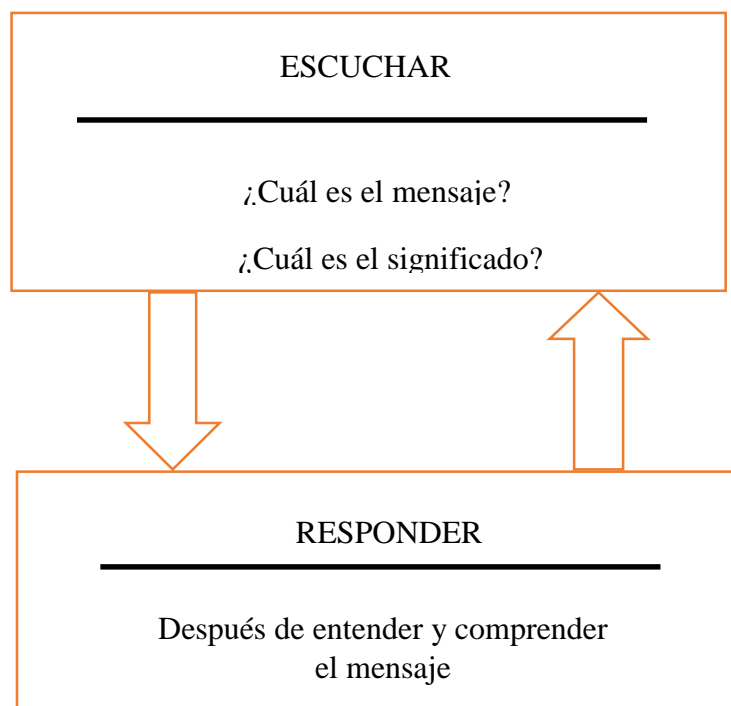 ESCUCHAR
¿Cuál es el mensaje?
¿Cuál es el significado?
RESPONDER
Después de entender y comprender
el mensaje